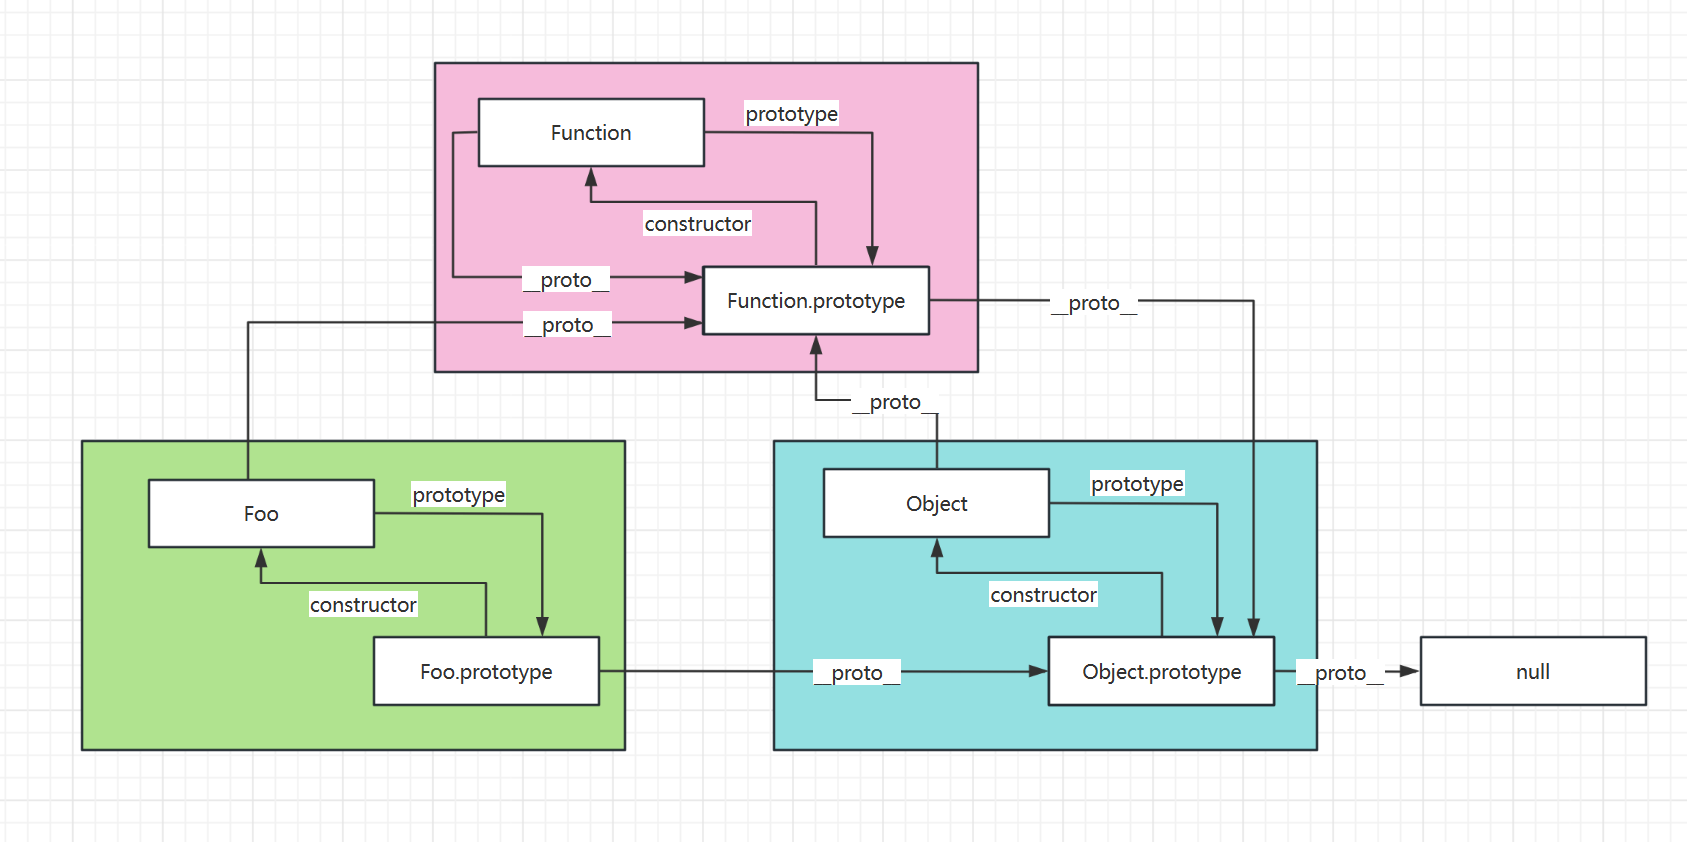 Function
prototype
constructor
__proto__
Function.prototype
__proto__
__proto__
__proto__
Foo
prototype
Object
prototype
constructor
constructor
Foo.prototype
__proto__
Object.prototype
__proto__
null